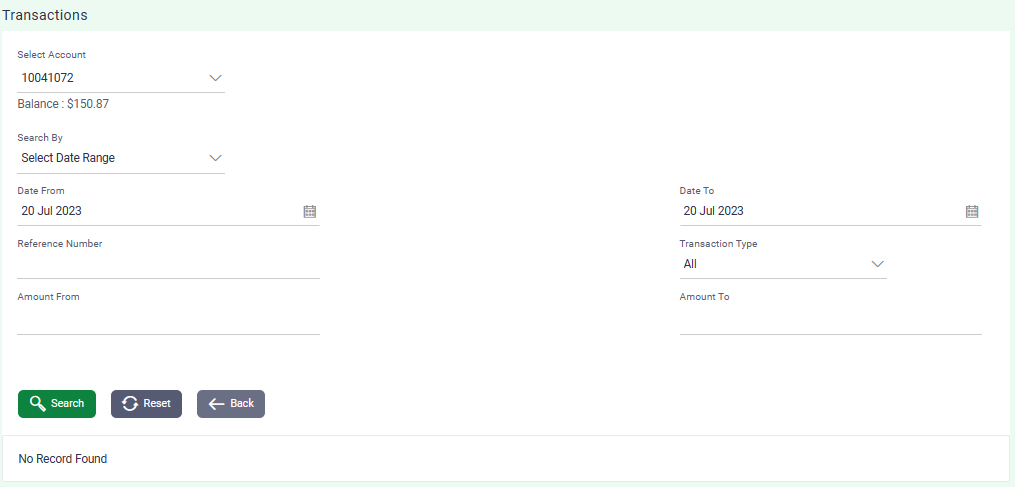 Transactions
Select Account
10041072
Balance : $150.87
Search By
Select Date Range
Date From
20 Jul 2023
Date To
20 Jul 2023
Reference Number
Transaction Type
All
Amount From
Amount To
Search
Reset
Back
No Record Found